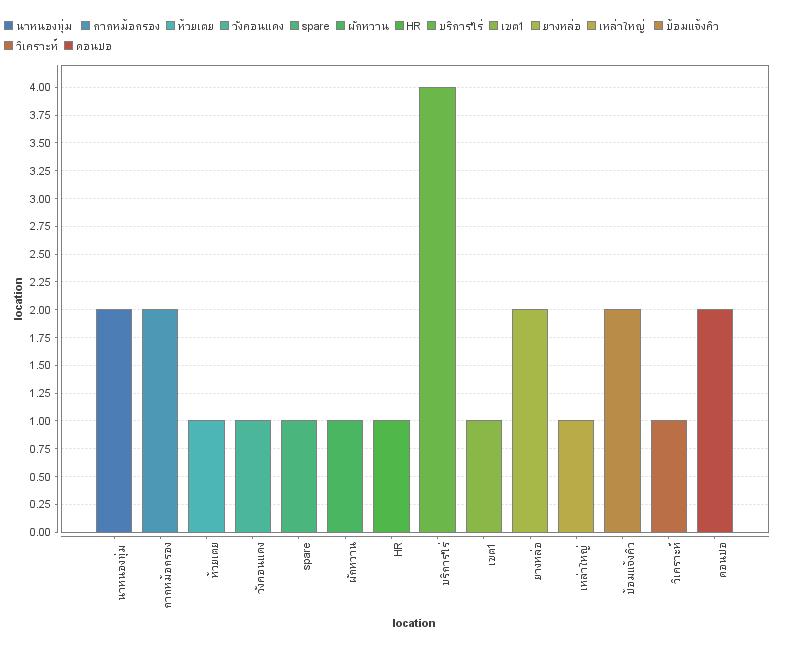 นาหนองทุ่ม กากหม้อกรอง ห้วยเตย วังคอนแดง spare ผักหวาน HR บริการไร่ เขต1 ยางหล่อ เหล่าใหญ่ ป้อมแจ้งคิว
วิเคราะห์ ดอนปอ
4.00
3.75
3.50
3.25
3.00
2.75
2.50
2.25
2.00
1.75
1.50
1.25
1.00
0.75
0.50
0.25
0.00
location
นาหนองทุ่ม
กากหม้อกรอง
ห้วยเตย
วังคอนแดง
spare
ผักหวาน
HR
บริการไร่
เขต1
ยางหล่อ
เหล่าใหญ่
ป้อมแจ้งคิว
วิเคราะห์
ดอนปอ
location